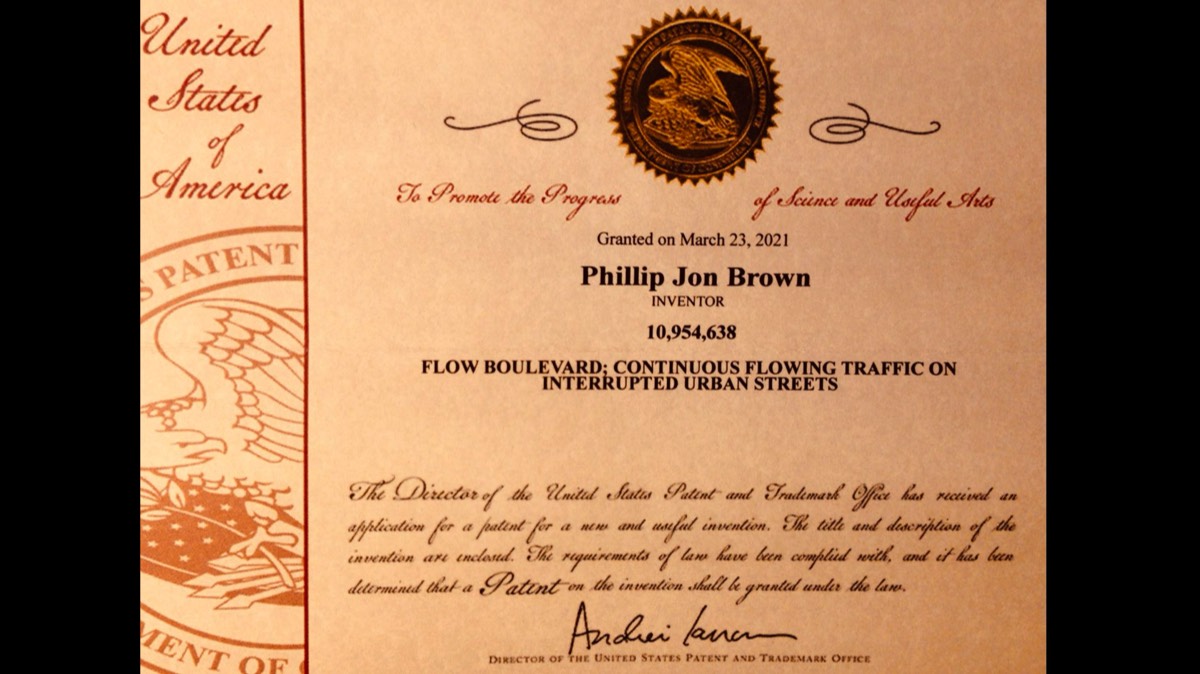 United
States
of
America
S PATENT
MENT OF
To Promote the Progress of Science and Useful Arts
Granted on March 23, 2021
Phillip Jon Brown
INVENTOR
10,954,638
FLOW BOULEVARD; CONTINUOUS FLOWING TRAFFIC ON
INTERRUPTED URBAN STREETS
The Director of the United States Patent and Trademark Office has received an
application for a patent for a new and useful invention. The title and description of the
invention are enclosed. The requirements of law have been complied with, and it has been
determined that a Patent on the invention shall be granted under the law.
DIRECTOR OF THE UNITED STATES PATENT AND TRADEMARK OFFICE